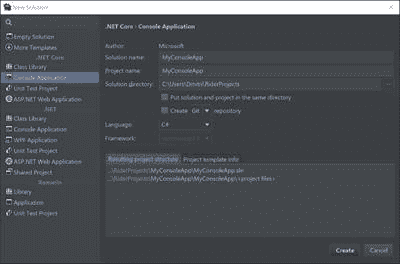 New Solution
Empty Solution
More Templates
.NET Core
Class Library
Console Application
Unit Test Project
ASP.NET Web Application
.NET
Class Library
Console Application
WPF Application
Unit Test Project
ASP.NET Web Application
Shared Project
Xamarin
Library
Application
Unit Test Project
.NET Core › Console Application
Author: Microsoft
Solution name: MyConsoleApp
Project name: MyConsoleApp
Solution directory: C:\Users\Dmitri\RiderProjects
Put solution and project in the same directory
Create Git repository
Language: C#
Framework:
Resulting project structure Project template info
...\RiderProjects\MyConsoleApp\MyConsoleApp.sln
...\RiderProjects\MyConsoleApp\MyConsoleApp\<project files>
Create Cancel